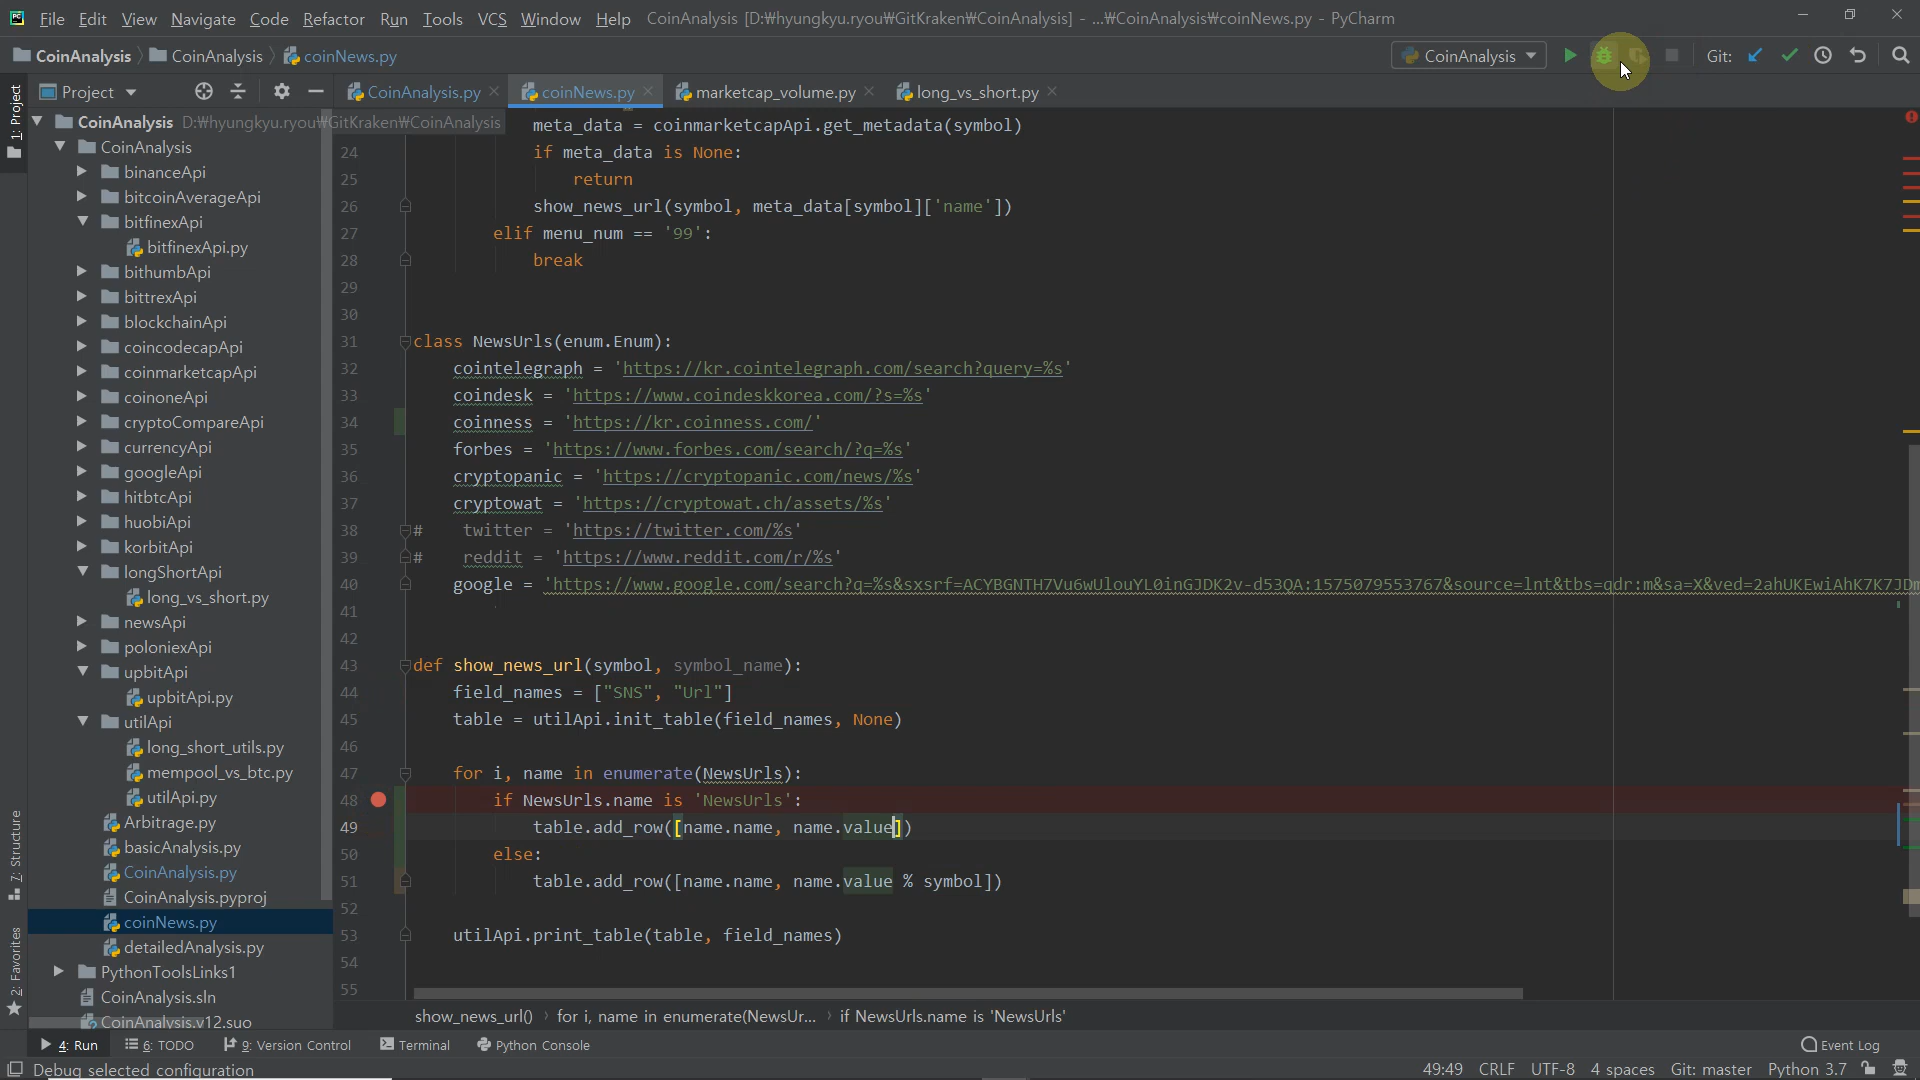 File Edit View Navigate Code Refactor Run Tools VCS Window Help CoinAnalysis [D:₩hyungkyu.ryou₩GitKraken₩CoinAnalysis] - ...₩CoinAnalysis₩coinNews.py - PyCharm
CoinAnalysis CoinAnalysis coinNews.py CoinAnalysis Git:
1: Project
Project CoinAnalysis.py coinNews.py marketcap_volume.py long_vs_short.py
CoinAnalysis D:₩hyungkyu.ryou₩GitKraken₩CoinAnalysis
CoinAnalysis
binanceApi
bitcoinAverageApi
bitfinexApi
bitfinexApi.py
bithumbApi
bittrexApi
blockchainApi
coincodecapApi
coinmarketcapApi
coinoneApi
cryptoCompareApi
currencyApi
googleApi
hitbtcApi
huobiApi
korbitApi
longShortApi
long_vs_short.py
newsApi
poloniexApi
upbitApi
upbitApi.py
utilApi
long_short_utils.py
mempool_vs_btc.py
utilApi.py
Arbitrage.py
basicAnalysis.py
CoinAnalysis.py
CoinAnalysis.pyproj
coinNews.py
detailedAnalysis.py
PythonToolsLinks1
CoinAnalysis.sln
CoinAnalysis.v12.suo
7: Structure
2: Favorites
meta_data = coinmarketcapApi.get_metadata(symbol)
24 if meta_data is None:
25 return
26 show_news_url(symbol, meta_data[symbol]['name'])
27 elif menu_num == '99':
28 break
29
30
31 class NewsUrls(enum.Enum):
32 cointelegraph = 'https://kr.cointelegraph.com/search?query=%s'
33 coindesk = 'https://www.coindeskkorea.com/?s=%s'
34 coinness = 'https://kr.coinness.com/'
35 forbes = 'https://www.forbes.com/search/?q=%s'
36 cryptopanic = 'https://cryptopanic.com/news/%s'
37 cryptowat = 'https://cryptowat.ch/assets/%s'
38 # twitter = 'https://twitter.com/%s'
39 # reddit = 'https://www.reddit.com/r/%s'
40 google = 'https://www.google.com/search?q=%s&sxsrf=ACYBGNTH7Vu6wUlouYL0inGJDK2v-d53QA:1575079553767&source=lnt&tbs=qdr:m&sa=X&ved=2ahUKEwiAhK7K7JDm
41
42
43 def show_news_url(symbol, symbol_name):
44 field_names = ["SNS", "Url"]
45 table = utilApi.init_table(field_names, None)
46
47 for i, name in enumerate(NewsUrls):
48 if NewsUrls.name is 'NewsUrls':
49 table.add_row([name.name, name.value])
50 else:
51 table.add_row([name.name, name.value % symbol])
52
53 utilApi.print_table(table, field_names)
54
55
show_news_url() for i, name in enumerate(NewsUr... if NewsUrls.name is 'NewsUrls'
4: Run 6: TODO 9: Version Control Terminal Python Console Event Log
Debug selected configuration 49:49 CRLF UTF-8 4 spaces Git: master Python 3.7